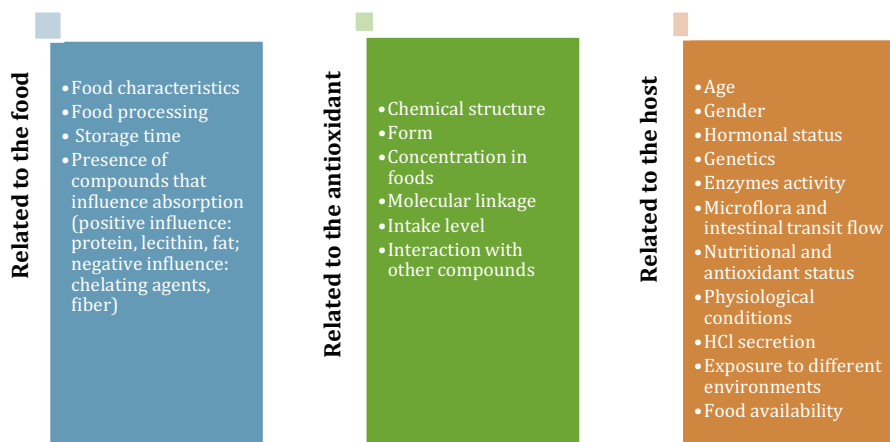 Related to the food
•Food characteristics
•Food processing
• Storage time
•Presence of
compounds that
influence absorption
(positive influence:
protein, lecithin, fat;
negative influence:
chelating agents,
fiber)
Related to the antioxidant
•Chemical structure
•Form
•Concentration in
foods
•Molecular linkage
•Intake level
•Interaction with
other compounds
Related to the host
•Age
•Gender
•Hormonal status
•Genetics
•Enzymes activity
•Microflora and
intestinal transit flow
•Nutritional and
antioxidant status
•Physiological
conditions
•HCl secretion
•Exposure to different
environments
•Food availability